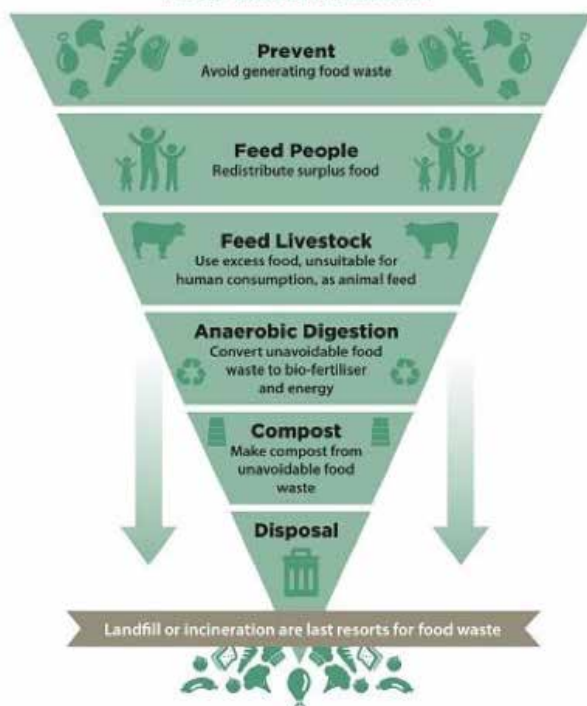 Prevent
Avoid generating food waste
Feed People
Redistribute surplus food
Feed Livestock
Use excess food, unsuitable for
human consumption, as animal feed
Anaerobic Digestion
Convert unavoidable food
waste to bio-fertiliser
and energy
Compost
Make compost from
unavoidable food
waste
Disposal
Landfill or incineration are last resorts for food waste